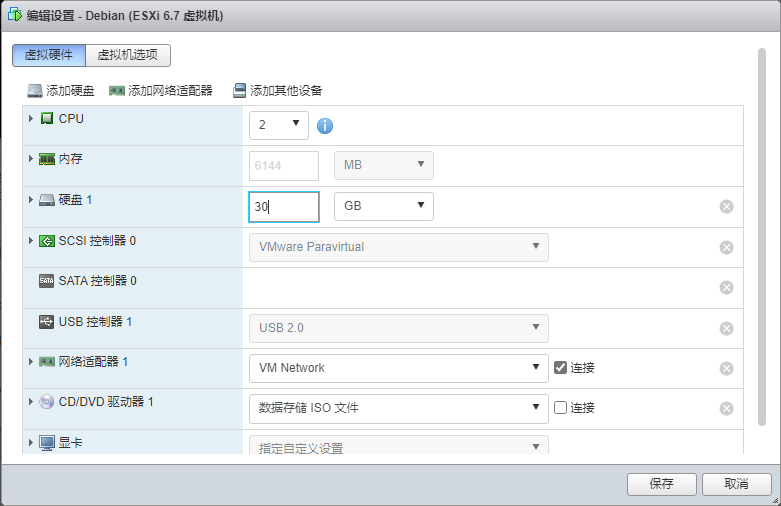 编辑设置 - Debian (ESXi 6.7 虚拟机)
虚拟硬件 虚拟机选项
添加硬盘 添加网络适配器 添加其他设备
CPU 2
内存 6144 MB
硬盘 1 30 GB
SCSI 控制器 0 VMware Paravirtual
SATA SATA 控制器 0
USB 控制器 1 USB 2.0
网络适配器 1 VM Network 连接
CD/DVD 驱动器 1 数据存储 ISO 文件 连接
显卡 指定自定义设置
保存 取消